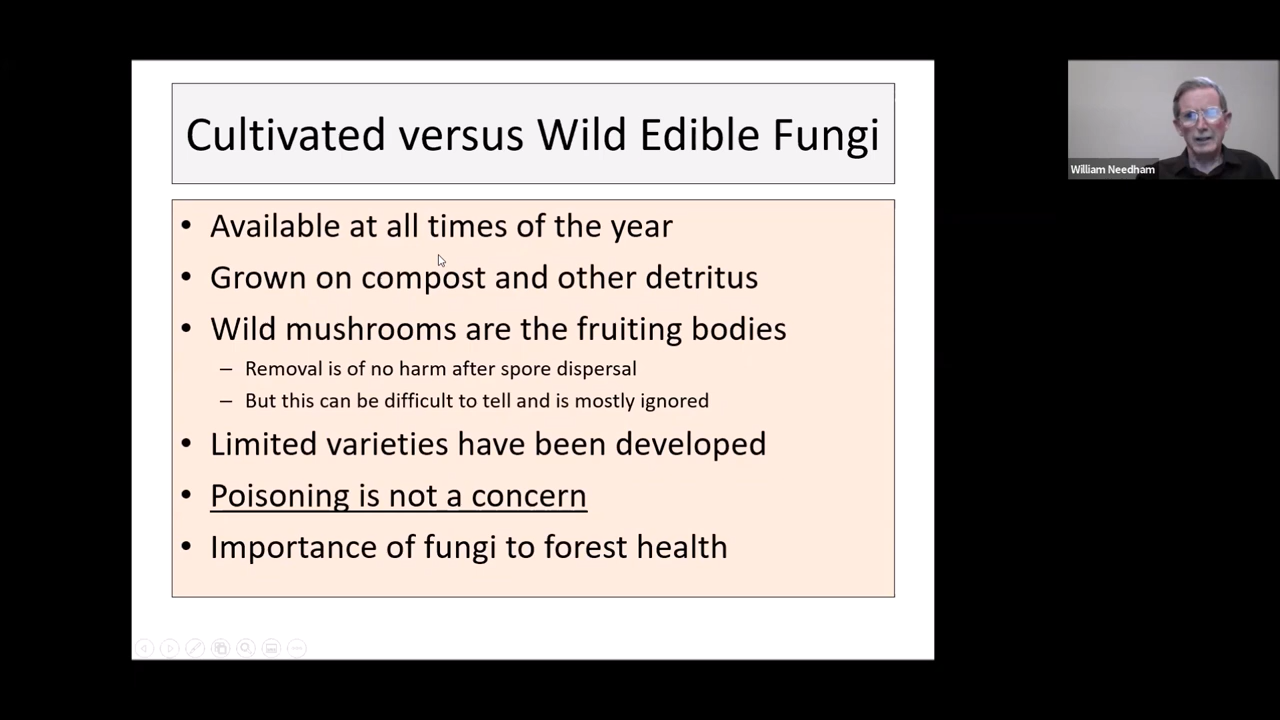 Cultivated versus Wild Edible Fungi
• Available at all times of the year
• Grown on compost and other detritus
• Wild mushrooms are the fruiting bodies
– Removal is of no harm after spore dispersal
– But this can be difficult to tell and is mostly ignored
• Limited varieties have been developed
• Poisoning is not a concern
• Importance of fungi to forest health
William Needham